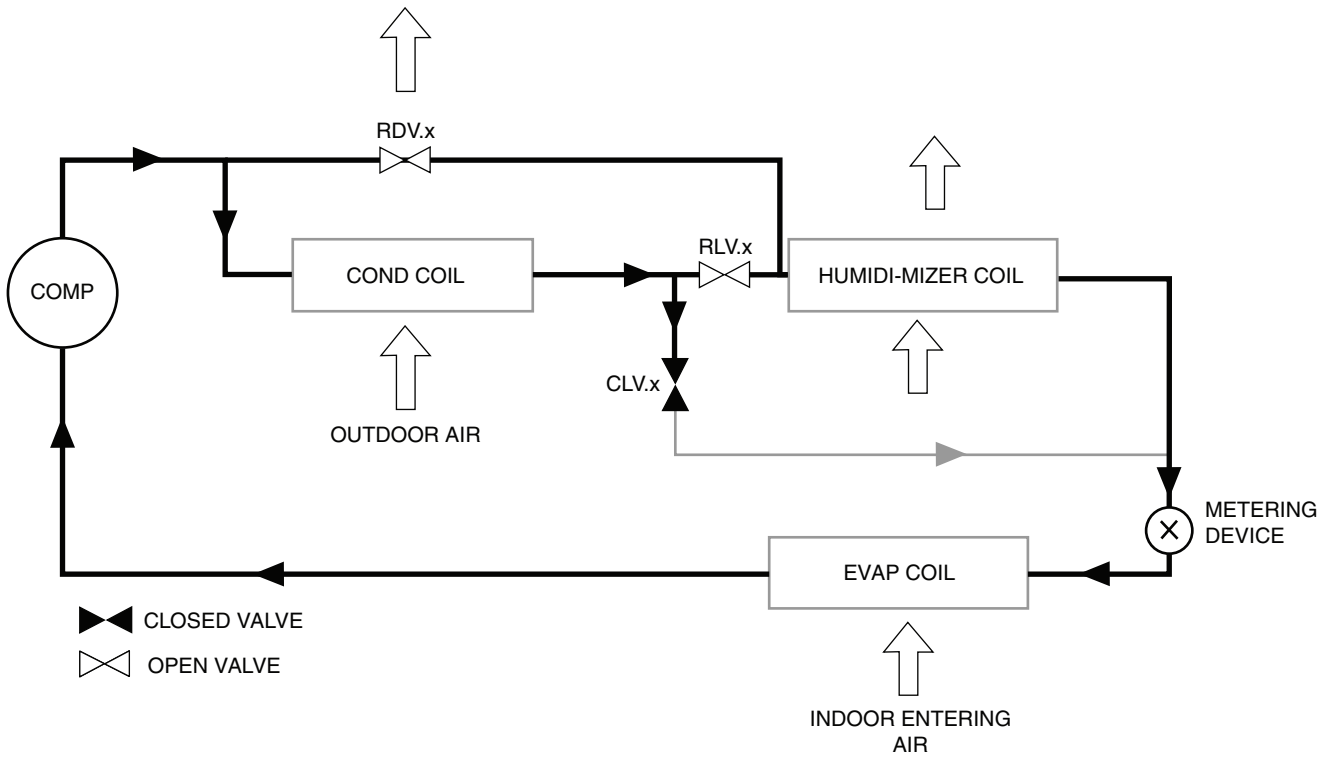 RDV.x
RLV.x
COMP
COND COIL
HUMIDI-MIZER COIL
CLV.x
OUTDOOR AIR
METERING
DEVICE
EVAP COIL
CLOSED VALVE
OPEN VALVE
INDOOR ENTERING
AIR